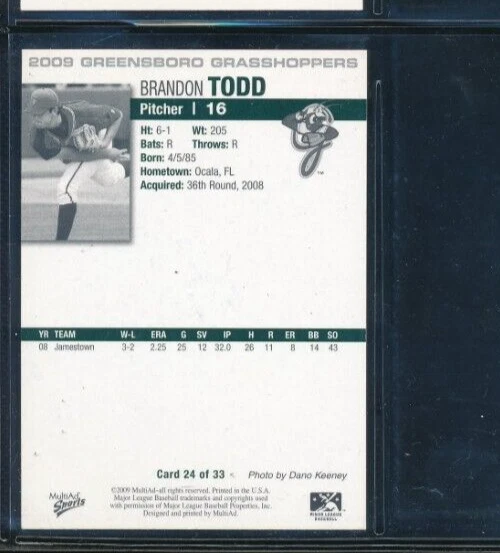 2009 GREENSBORO GRASSHOPPERS
BRANDON TODD
Pitcher | 16
Ht: 6-1 Wt: 205
Bats: R Throws: R
Born: 4/5/85
Hometown: Ocala, FL
Acquired: 36th Round, 2008
YR TEAM W-L ERA G SV IP H R ER BB SO
08 Jamestown 3-2 2.25 25 12 32.0 26 11 8 14 43
Card 24 of 33 Photo by Dano Keeney
MultiAd Sports
©2009 MultiAd-all rights reserved. Printed in the U.S.A.
Major League Baseball trademarks and copyrights used
with permission of Major League Baseball Properties, Inc.
Designed and printed by MultiAd.
MINOR LEAGUE
BASEBALL